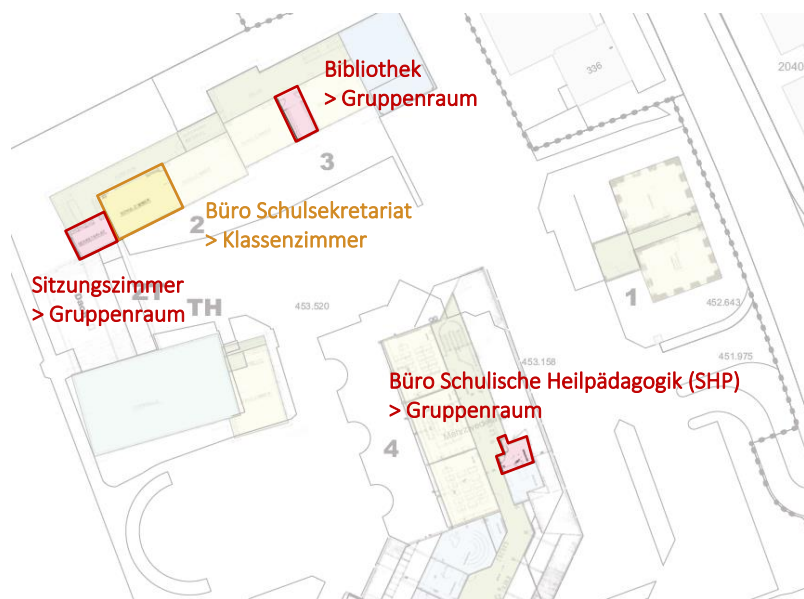 Bibliothek
> Gruppenraum
336
2040
3
Büro Schulsekretariat
2
> Klassenzimmer
Sitzungszimmer
> Gruppenraum
ZT
TH
453.520
1
452.643
453.158
451.975
Büro Schulische Heilpädagogik (SHP)
> Gruppenraum
4